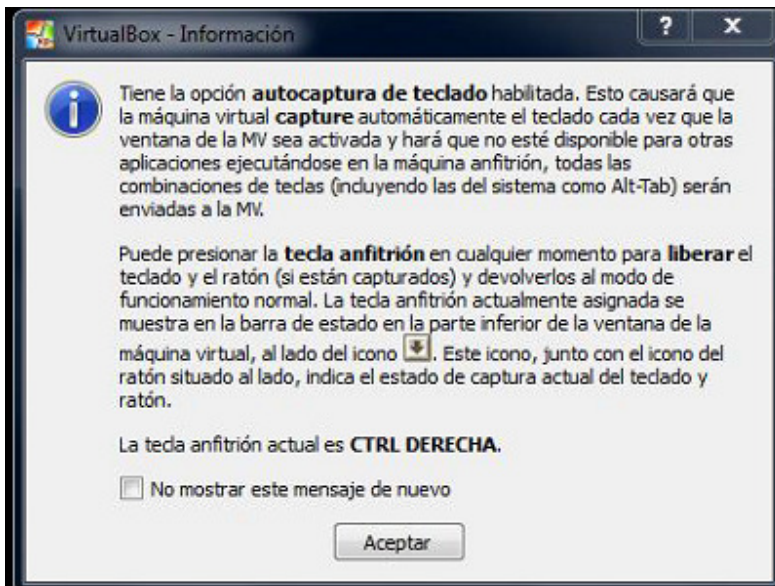 VirtualBox - Información
Tiene la opción autocaptura de teclado habilitada. Esto causará que
la máquina virtual capture automáticamente el teclado cada vez que la
ventana de la MV sea activada y hará que no esté disponible para otras
aplicaciones ejecutándose en la máquina anfitrión, todas las
combinaciones de teclas (incluyendo las del sistema como Alt-Tab) serán
enviadas a la MV.
Puede presionar la tecla anfitrión en cualquier momento para liberar el
teclado y el ratón (si están capturados) y devolverlos al modo de
funcionamiento normal. La tecla anfitrión actualmente asignada se
muestra en la barra de estado en la parte inferior de la ventana de la
máquina virtual, al lado del icono . Este icono, junto con el icono del
ratón situado al lado, indica el estado de captura actual del teclado y
ratón.
La tecla anfitrión actual es CTRL DERECHA.
No mostrar este mensaje de nuevo
Aceptar